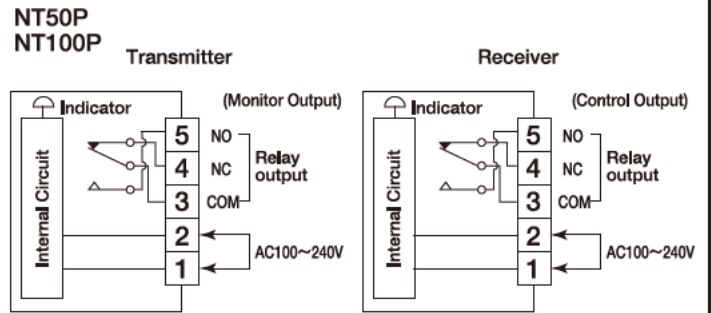 NT50P
NT100P
Transmitter
Indicator
(Monitor Output)
Internal Circuit
5 NO
4 NC
3 COM
Relay
output
2
1
AC100~240V
Receiver
Indicator
(Control Output)
Internal Circuit
5 NO
4 NC
3 COM
Relay
output
2
1
AC100~240V